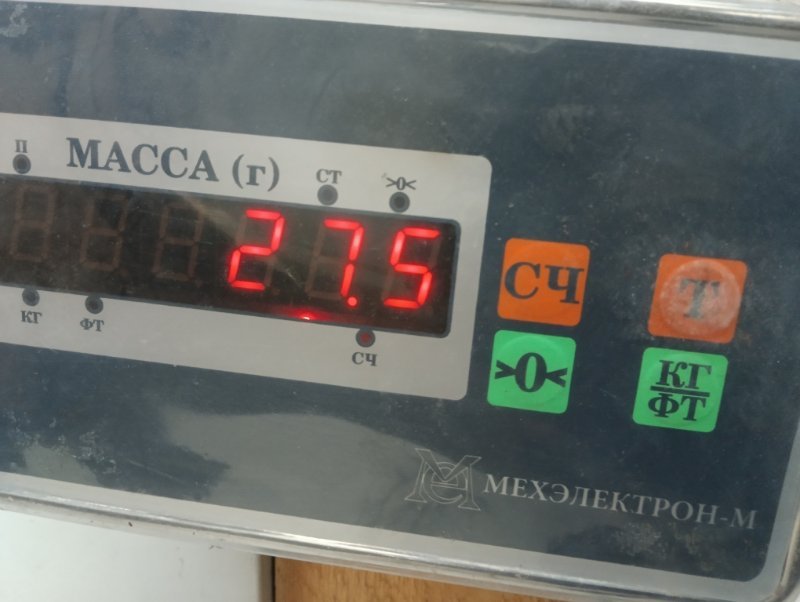 П
МАССА (г)
СТ
>0<
27.5
КГ
ФТ
СЧ
СЧ
Т
>0<
КГ
ФТ
МЕХЭЛЕКТРОН-М